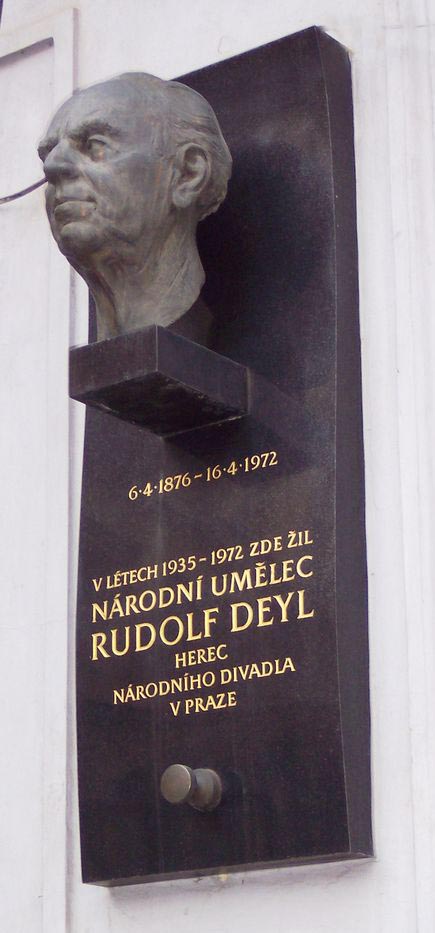 6·4·1876 – 16·4·1972
V LÉTECH 1935 – 1972 ZDE ŽIL
NÁRODNÍ UMĚLEC
RUDOLF DEYL
HEREC
NÁRODNÍHO DIVADLA
V PRAZE